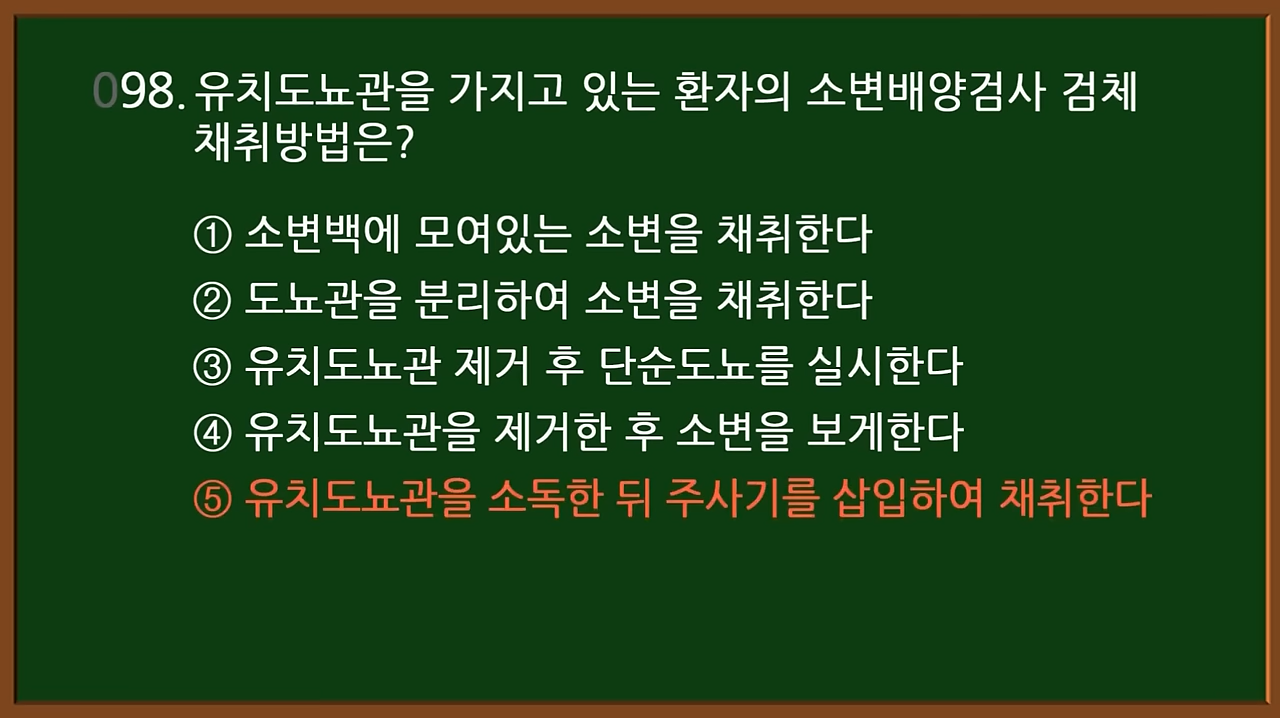 098. 유치도뇨관을 가지고 있는 환자의 소변배양검사 검체
채취방법은?
① 소변백에 모여있는 소변을 채취한다
② 도뇨관을 분리하여 소변을 채취한다
③ 유치도뇨관 제거 후 단순도뇨를 실시한다
④ 유치도뇨관을 제거한 후 소변을 보게한다
⑤ 유치도뇨관을 소독한 뒤 주사기를 삽입하여 채취한다